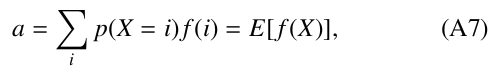 a = ∑_i p(X = i) f(i) = E[f(X)], (A7)